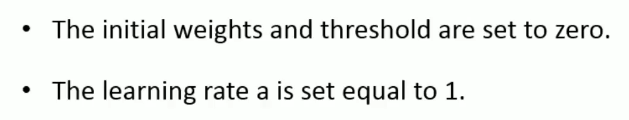 • The initial weights and threshold are set to zero.
• The learning rate a is set equal to 1.